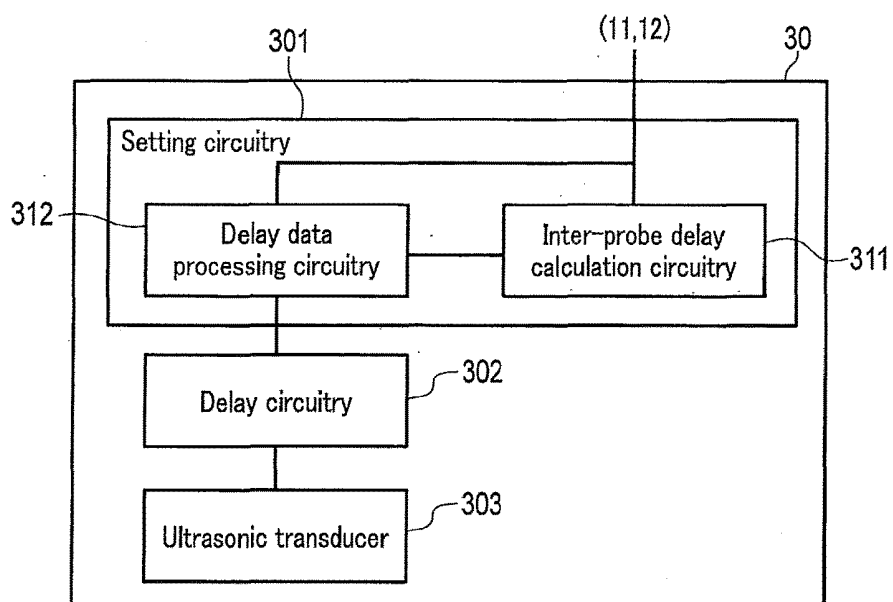 (11,12)
301
30
Setting circuitry
312
Delay data
processing circuitry
Inter-probe delay
calculation circuitry
311
Delay circuitry
302
Ultrasonic transducer
303